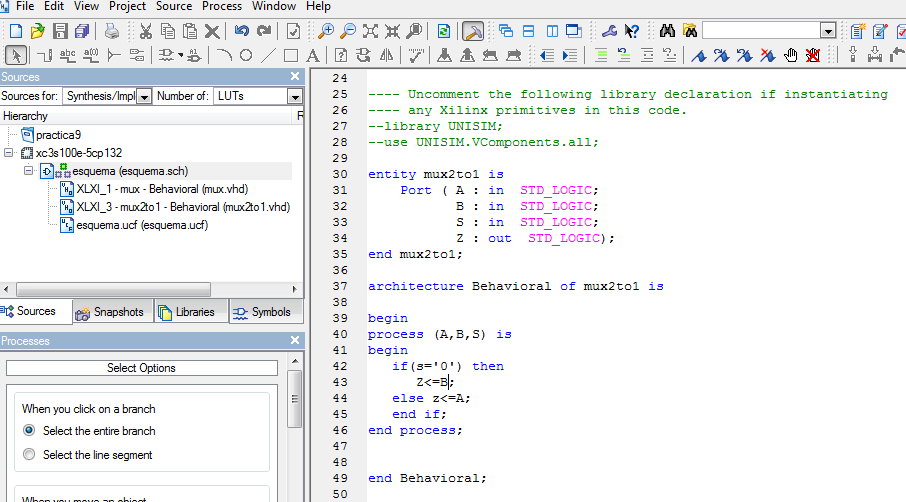 File Edit View Project Source Process Window Help
Sources
Sources for: Synthesis/Impl Number of: LUTs
Hierarchy
practica9
xc3s100e-5cp132
esquema (esquema.sch)
XLXI_1 - mux - Behavioral (mux.vhd)
XLXI_3 - mux2to1 - Behavioral (mux2to1.vhd)
esquema.ucf (esquema.ucf)
Sources Snapshots Libraries Symbols
Processes
Select Options
When you click on a branch
Select the entire branch
Select the line segment
When you move an object
24
25 ---- Uncomment the following library declaration if instantiating
26 ---- any Xilinx primitives in this code.
27 --library UNISIM;
28 --use UNISIM.VComponents.all;
29
30 entity mux2to1 is
31 Port ( A : in STD_LOGIC;
32 B : in STD_LOGIC;
33 S : in STD_LOGIC;
34 Z : out STD_LOGIC);
35 end mux2to1;
36
37 architecture Behavioral of mux2to1 is
38
39 begin
40 process (A,B,S) is
41 begin
42 if(s='0') then
43 Z<=B;
44 else z<=A;
45 end if;
46 end process;
47
48
49 end Behavioral;
50